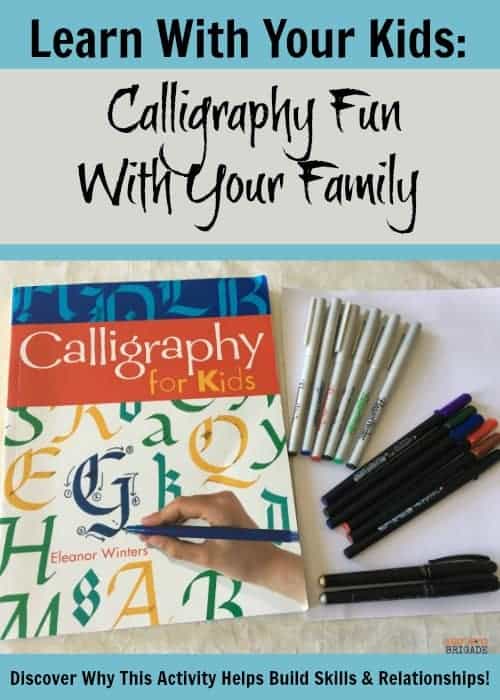 Learn With Your Kids:
Calligraphy Fun
With Your Family
Calligraphy
for Kids
G
Eleanor Winters
BRIGADE
Discover Why This Activity Helps Build Skills & Relationships!